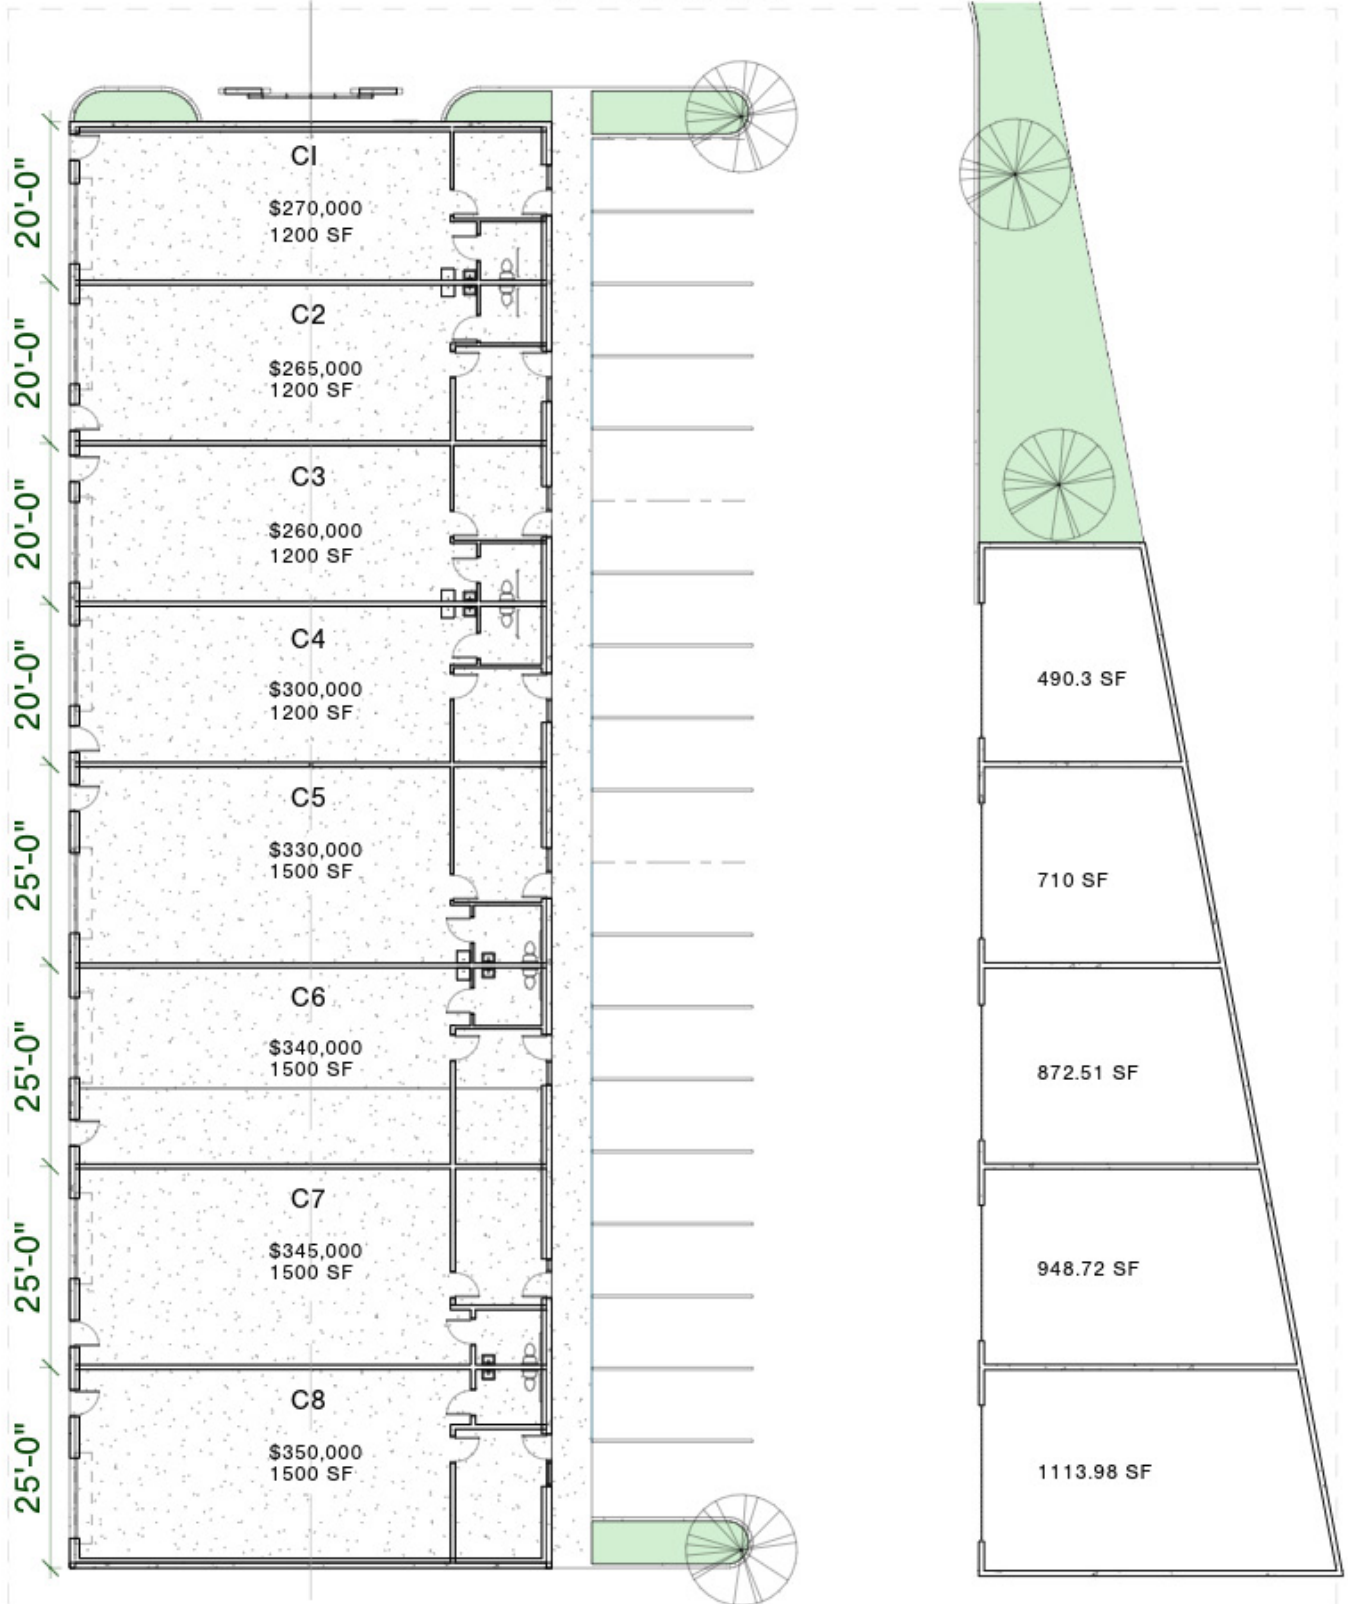 20'-0"
C1
$270,000
1200 SF
20'-0"
C2
$265,000
1200 SF
20'-0"
C3
$260,000
1200 SF
20'-0"
C4
$300,000
1200 SF
490.3 SF
25'-0"
C5
$330,000
1500 SF
710 SF
25'-0"
C6
$340,000
1500 SF
872.51 SF
25'-0"
C7
$345,000
1500 SF
948.72 SF
25'-0"
C8
$350,000
1500 SF
1113.98 SF